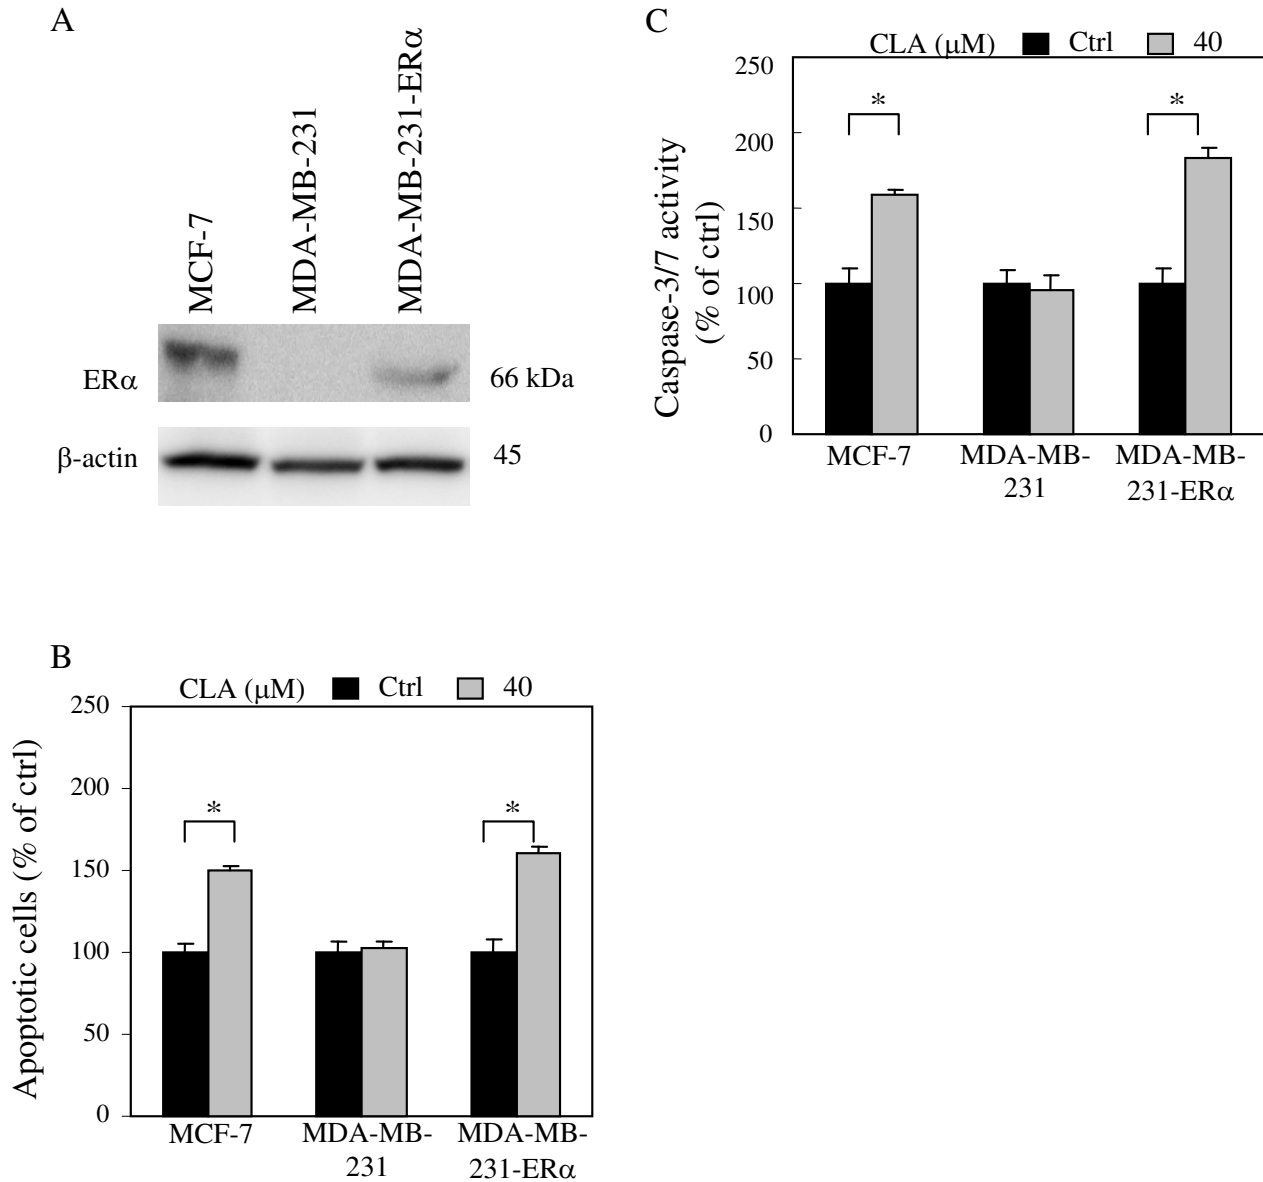 A
MCF-7
MDA-MB-231
MDA-MB-231-ERα
ERα
66 kDa
β-actin
45
B
CLA (μM) Ctrl 40
Apoptotic cells (% of ctrl)
250
200
150
100
50
0
*
*
MCF-7
MDA-MB-
231
MDA-MB-
231-ERα
C
CLA (μM) Ctrl 40
Caspase-3/7 activity
(% of ctrl)
250
200
150
100
50
0
*
*
MCF-7
MDA-MB-
231
MDA-MB-
231-ERα